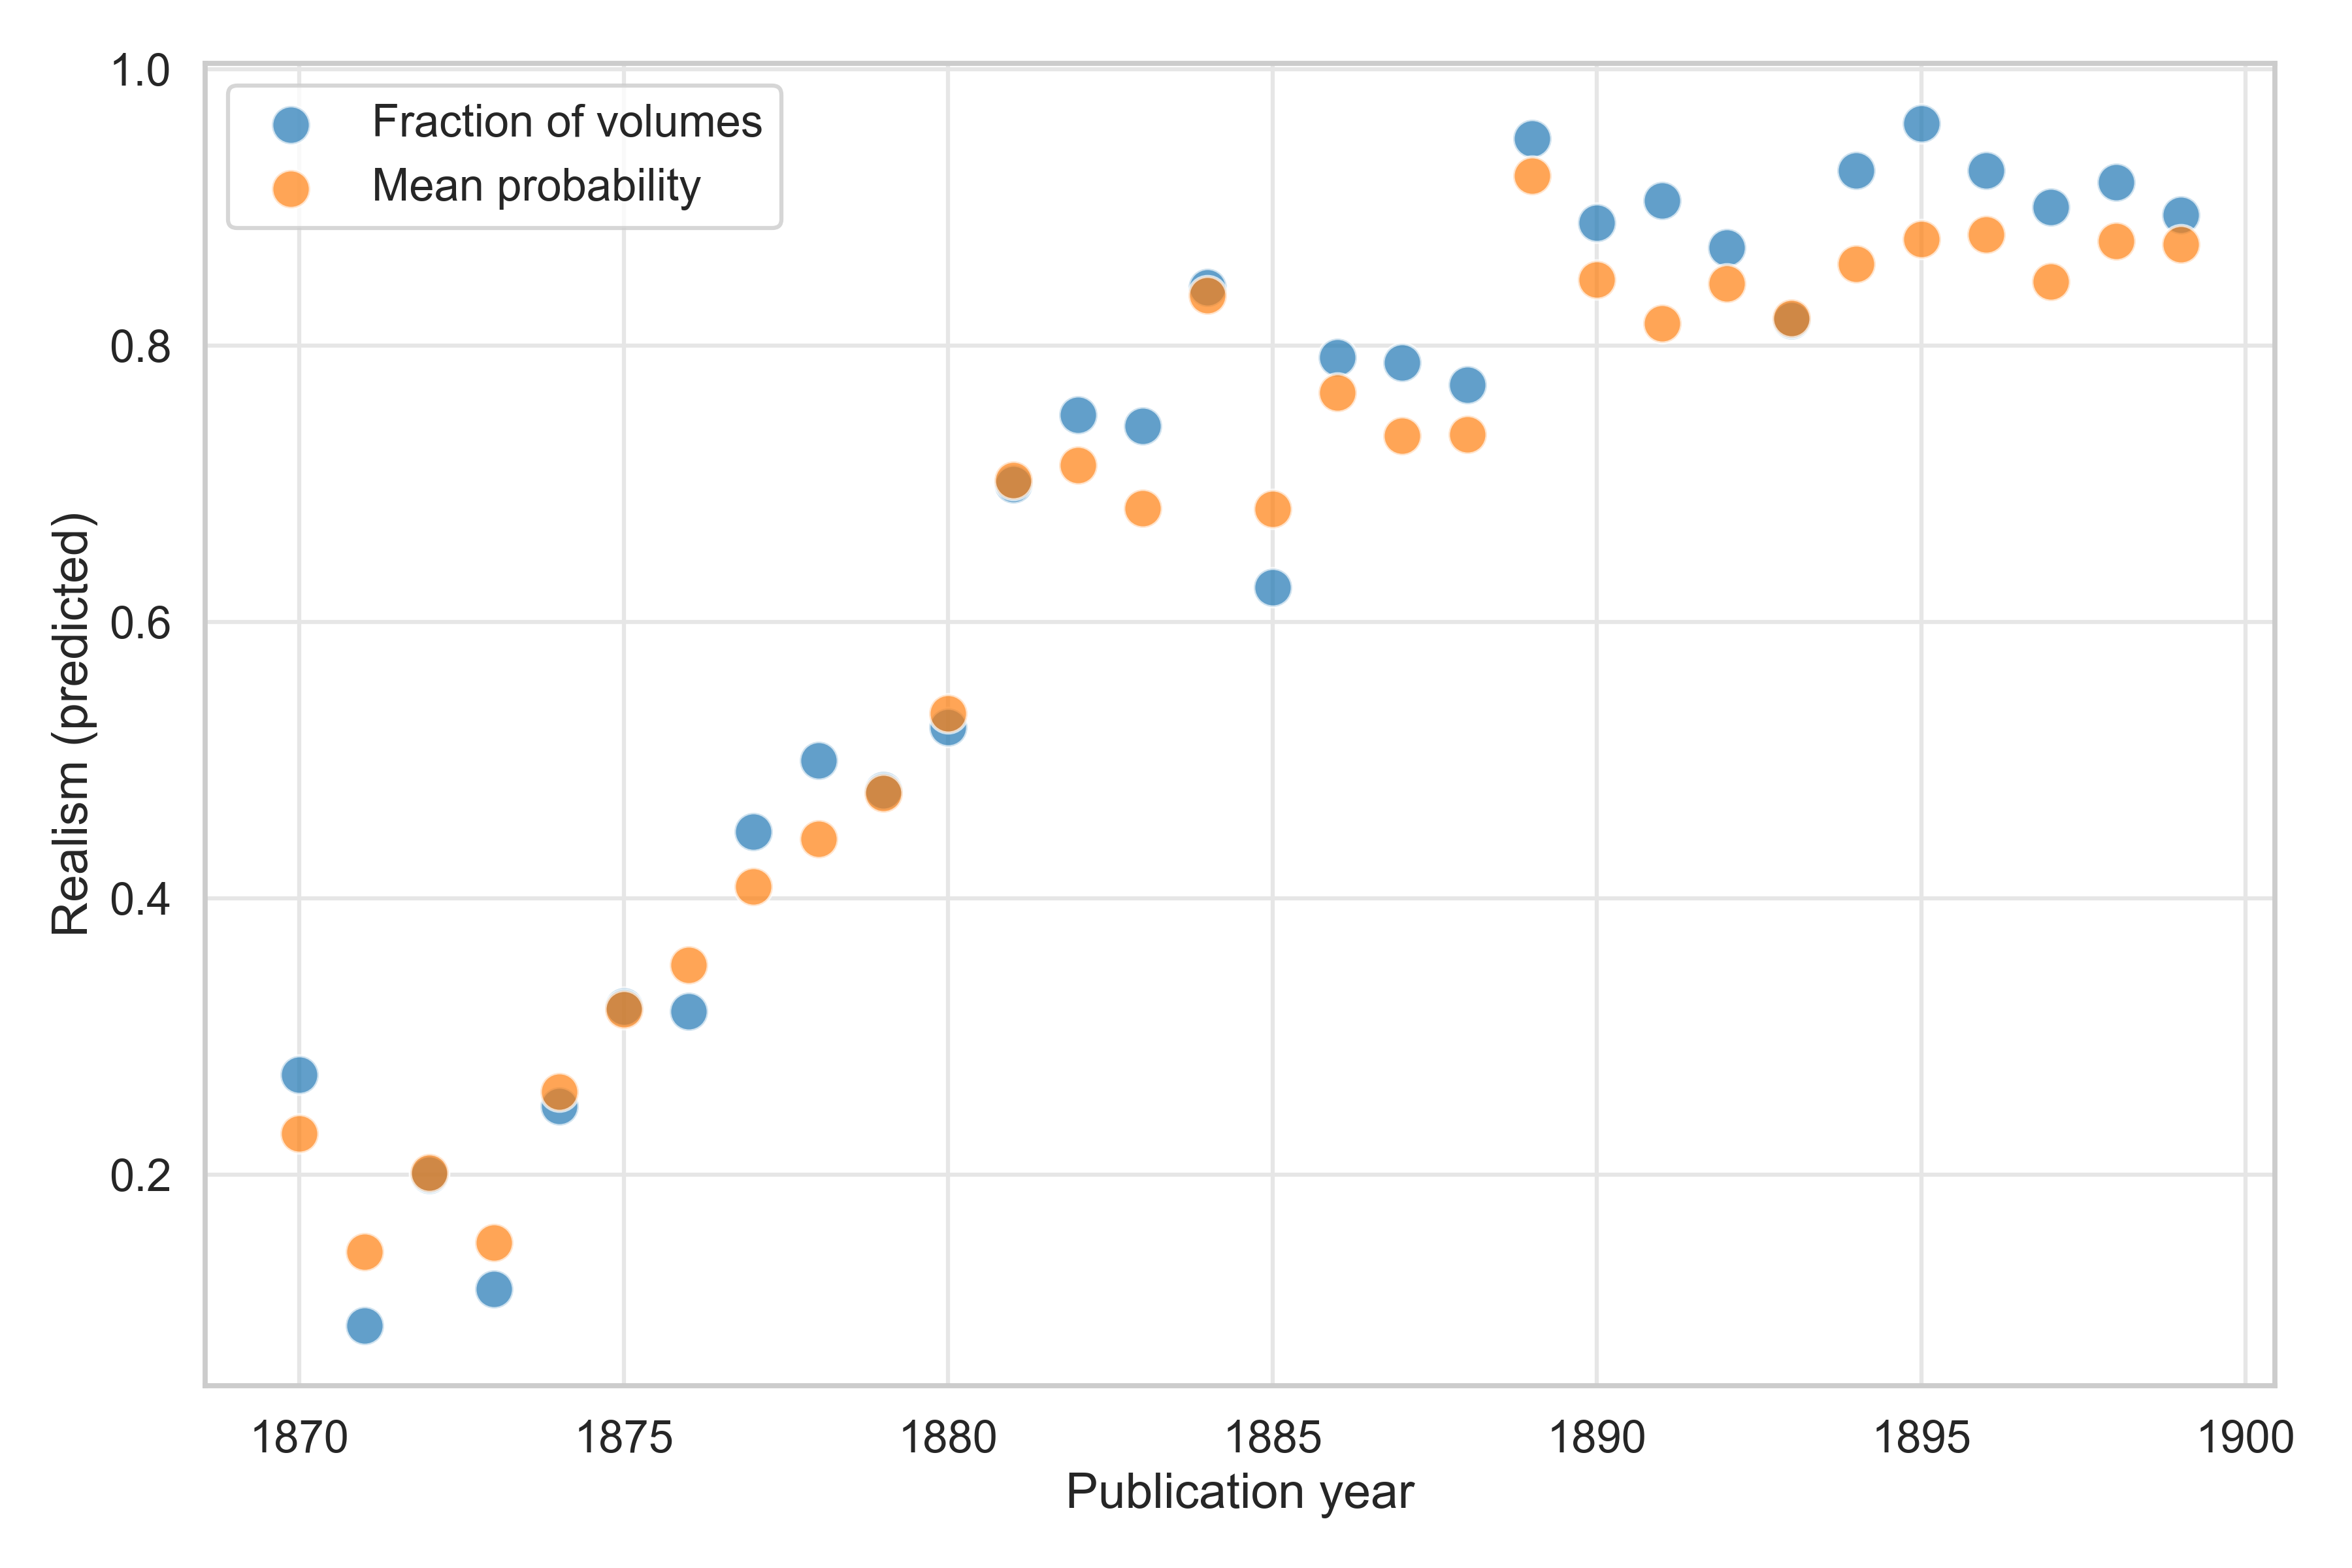 Fraction of volumes
Mean probability
1.0
0.8
0.6
0.4
0.2
Realism (predicted)
1870 1875 1880 1885 1890 1895 1900
Publication year